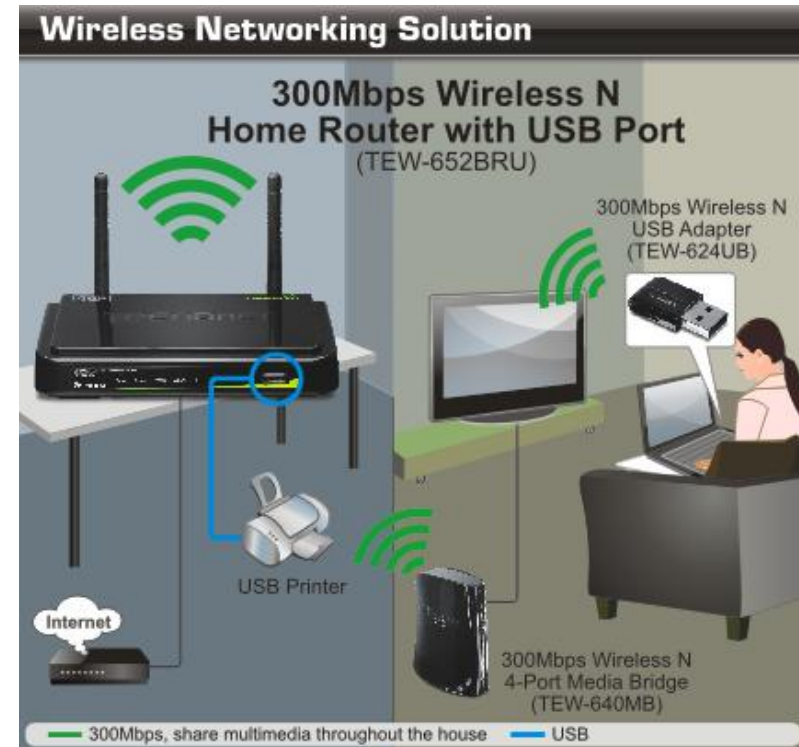 Wireless Networking Solution
300Mbps Wireless N
Home Router with USB Port
(TEW-652BRU)
300Mbps Wireless N
USB Adapter
(TEW-624UB)
TRENDnet
USB Printer
Internet
300Mbps Wireless N
4-Port Media Bridge
(TEW-640MB)
300Mbps, share multimedia throughout the house
USB